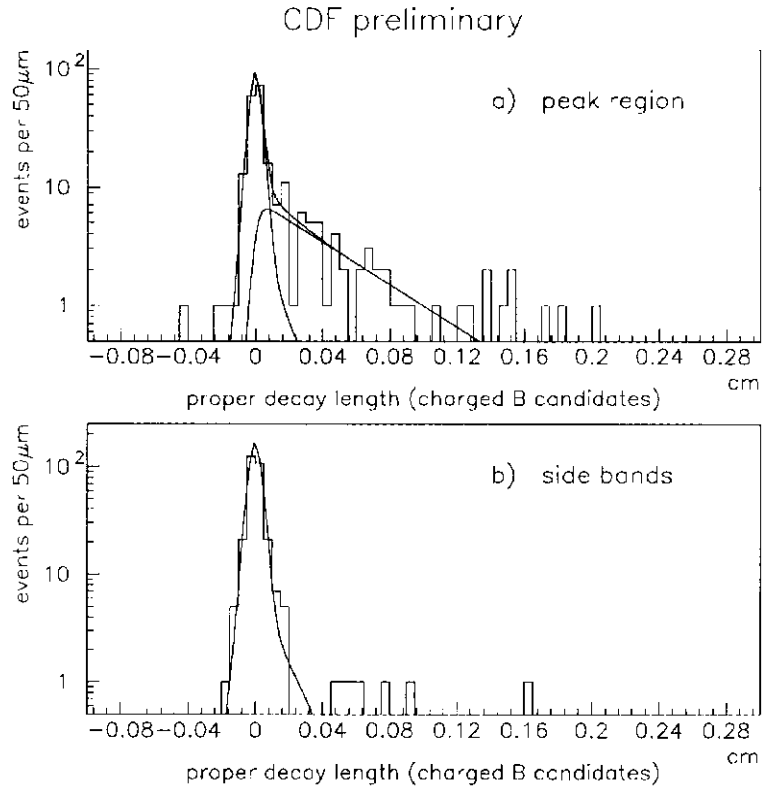 CDF preliminary
events per 50μm
10²
10
1
a) peak region
−0.08 −0.04 0 0.04 0.08 0.12 0.16 0.2 0.24 0.28
cm
proper decay length (charged B candidates)
events per 50μm
10²
10
1
b) side bands
−0.08 −0.04 0 0.04 0.08 0.12 0.16 0.2 0.24 0.28
cm
proper decay length (charged B candidates)